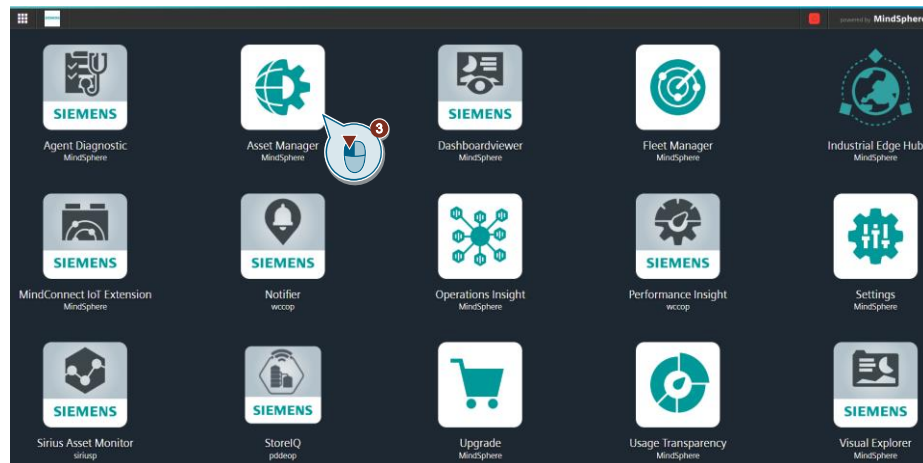 SIEMENS
powered by MindSphere
SIEMENS
Agent Diagnostic
MindSphere
Asset Manager
MindSphere
3
SIEMENS
Dashboardviewer
MindSphere
Fleet Manager
MindSphere
Industrial Edge Hub
MindSphere
SIEMENS
MindConnect IoT Extension
MindSphere
SIEMENS
Notifier
wccop
Operations Insight
MindSphere
SIEMENS
Performance Insight
wccop
Settings
MindSphere
SIEMENS
Sirius Asset Monitor
siriusp
SIEMENS
StoreIQ
pddeop
Upgrade
MindSphere
Usage Transparency
MindSphere
SIEMENS
Visual Explorer
MindSphere